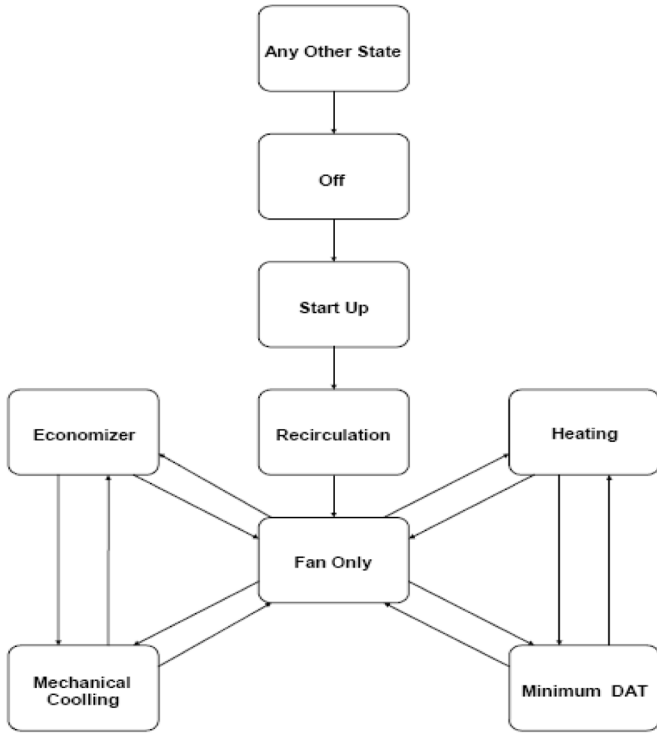 Any Other State
Off
Start Up
Economizer
Recirculation
Heating
Fan Only
Mechanical
Coolling
Minimum DAT